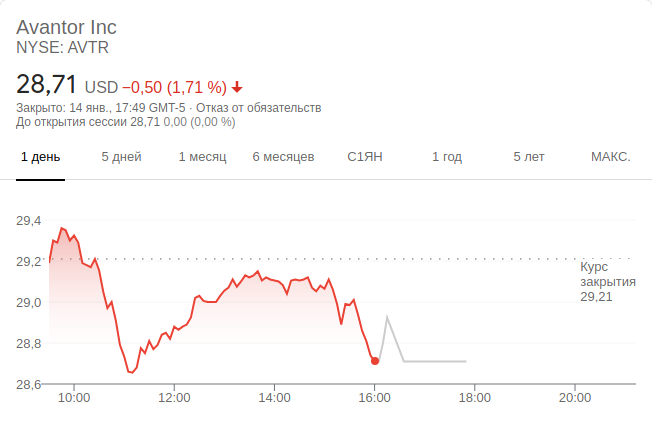 Avantor Inc
NYSE: AVTR
28,71 USD −0,50 (1,71 %)
Закрыто: 14 янв., 17:49 GMT-5 · Отказ от обязательств
До открытия сессии 28,71 0,00 (0,00 %)
1 день 5 дней 1 месяц 6 месяцев С1ЯН 1 год 5 лет МАКС.
29,4
29,2
29,0
28,8
28,6
Курс
закрытия
29,21
10:00 12:00 14:00 16:00 18:00 20:00